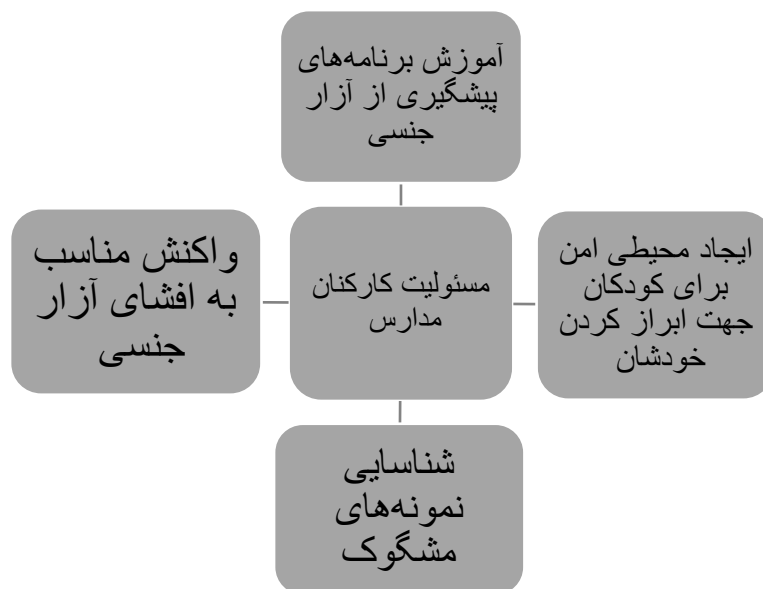 آموزش برنامه‌های
پیشگیری از آزار
جنسی
ایجاد محیطی امن
برای کودکان
جهت ابراز کردن
خودشان
مسئولیت کارکنان
مدارس
واکنش مناسب
به افشای آزار
جنسی
شناسایی
نمونه‌های
مشگوک